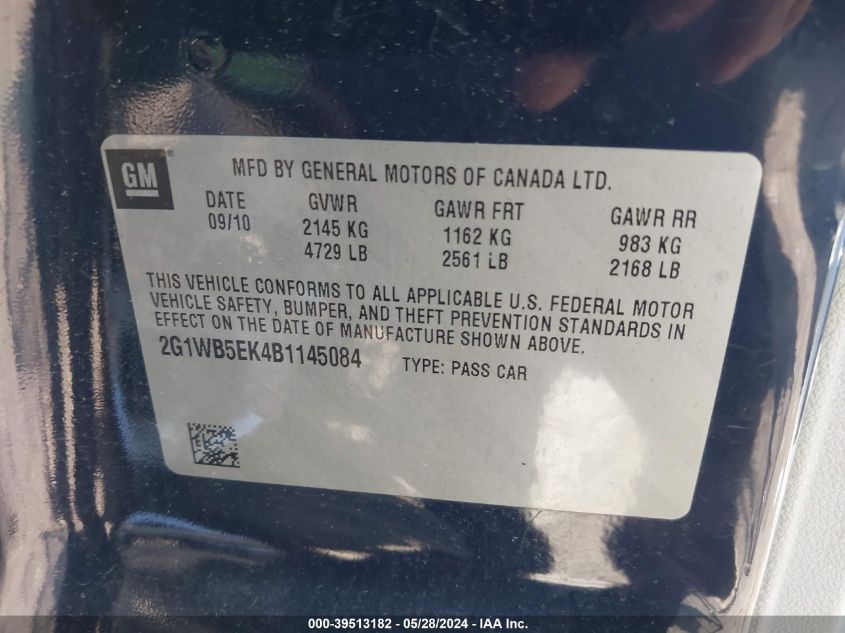 GM
MFD BY GENERAL MOTORS OF CANADA LTD.
DATE GVWR GAWR FRT GAWR RR
09/10 2145 KG 1162 KG 983 KG
4729 LB 2561 LB 2168 LB
THIS VEHICLE CONFORMS TO ALL APPLICABLE U.S. FEDERAL MOTOR
VEHICLE SAFETY, BUMPER, AND THEFT PREVENTION STANDARDS IN
EFFECT ON THE DATE OF MANUFACTURE SHOWN ABOVE.
2G1WB5EK4B1145084 TYPE: PASS CAR
000-39513182 - 05/28/2024 - IAA Inc.